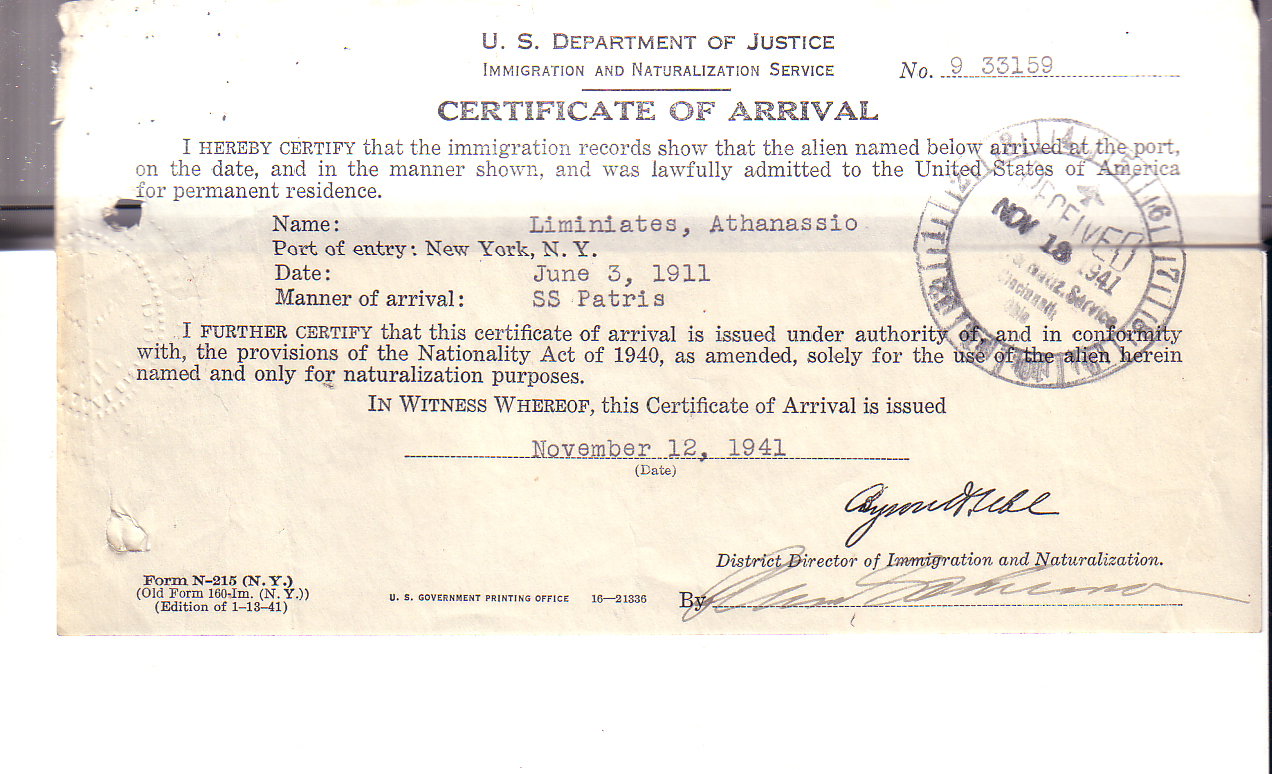 U. S. DEPARTMENT OF JUSTICE
IMMIGRATION AND NATURALIZATION SERVICE
No. 9 33159
CERTIFICATE OF ARRIVAL
I HEREBY CERTIFY that the immigration records show that the alien named below arrived at the port,
on the date, and in the manner shown, and was lawfully admitted to the United States of America
for permanent residence.
Name: Liminiates, Athanassio
Port of entry: New York, N. Y.
Date: June 3, 1911
Manner of arrival: SS Patris
RECEIVED
NOV 18 1941
Natiz. Service
Cincinnati
I FURTHER CERTIFY that this certificate of arrival is issued under authority of, and in conformity
with, the provisions of the Nationality Act of 1940, as amended, solely for the use of the alien herein
named and only for naturalization purposes.
IN WITNESS WHEREOF, this Certificate of Arrival is issued
November 12, 1941
(Date)
District Director of Immigration and Naturalization.
Form N-215 (N. Y.)
(Old Form 160-Im. (N. Y.))
(Edition of 1-13-41)
U. S. GOVERNMENT PRINTING OFFICE 16—21336
By